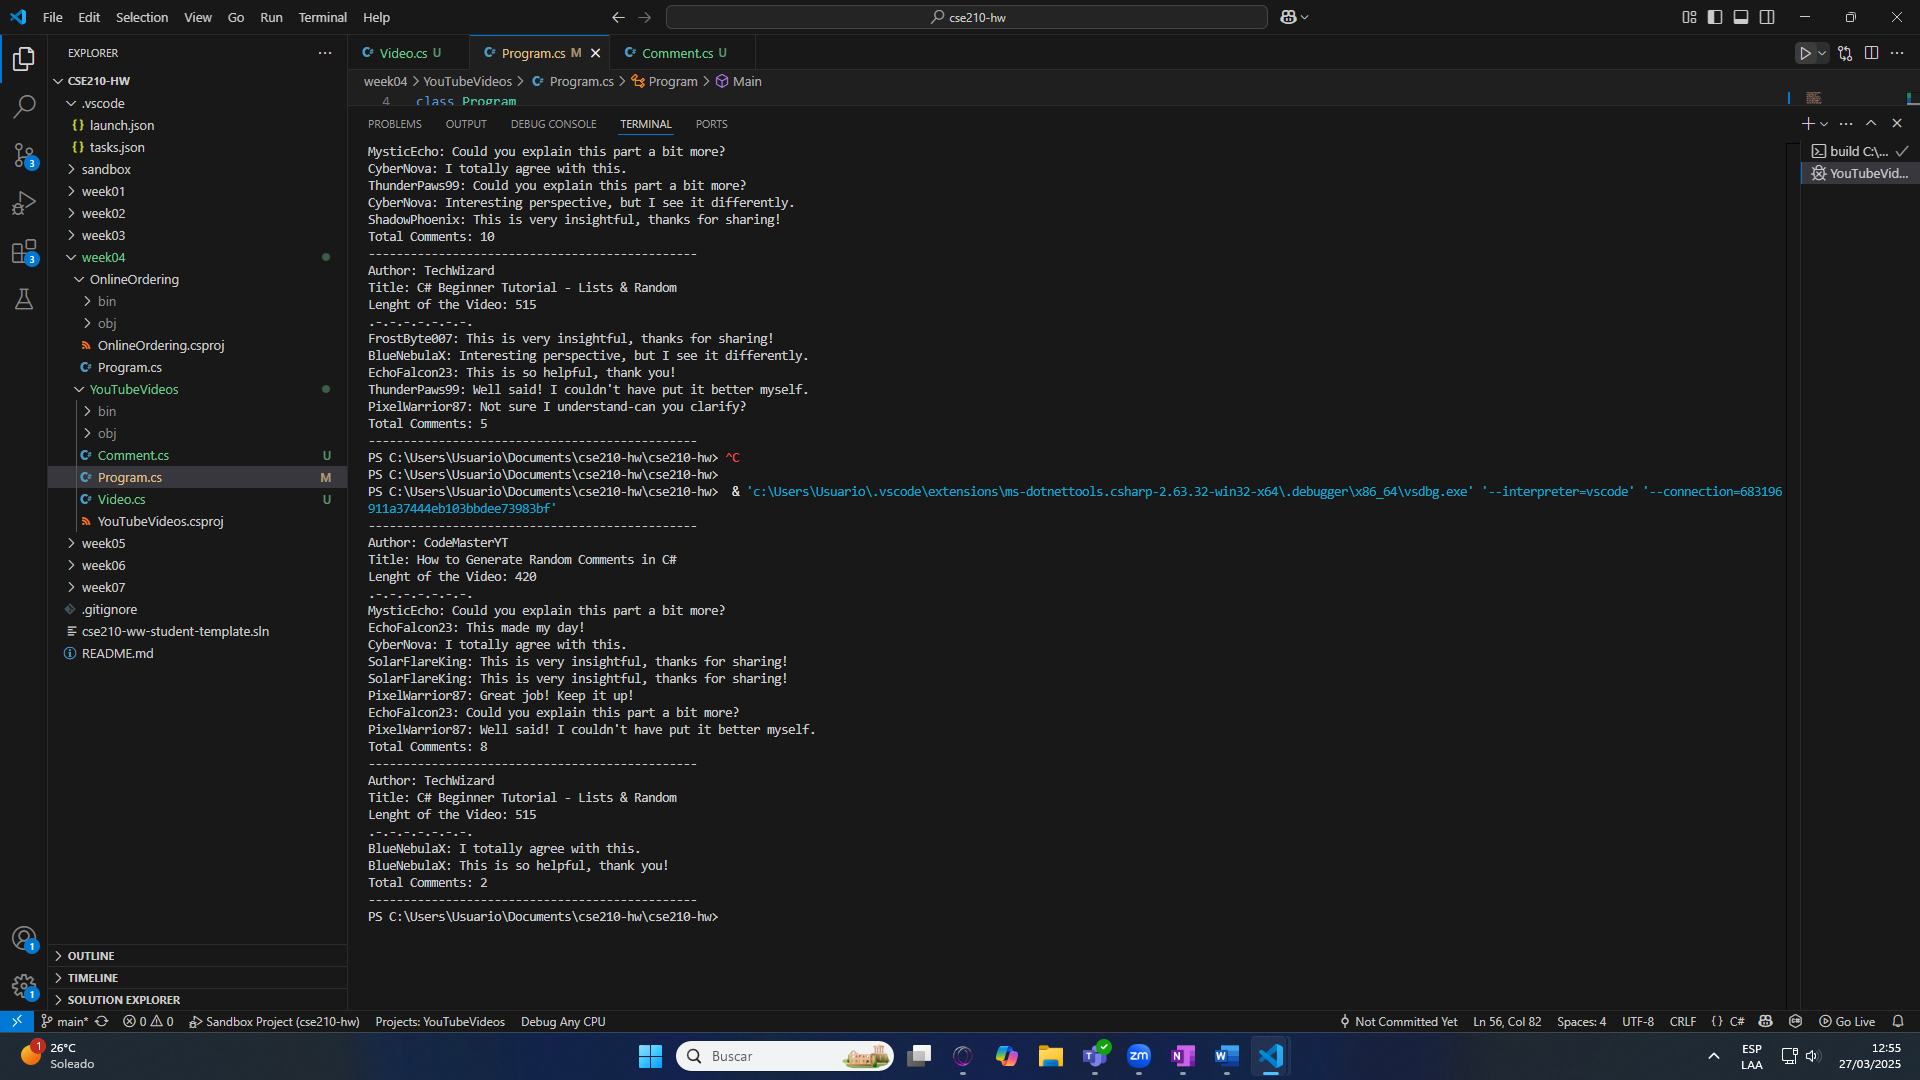 File Edit Selection View Go Run Terminal Help
cse210-hw
EXPLORER
CSE210-HW
.vscode
launch.json
tasks.json
sandbox
week01
week02
week03
week04
OnlineOrdering
bin
obj
OnlineOrdering.csproj
Program.cs
YouTubeVideos
bin
obj
Comment.cs U
Program.cs M
Video.cs U
YouTubeVideos.csproj
week05
week06
week07
.gitignore
cse210-ww-student-template.sln
README.md
OUTLINE
TIMELINE
SOLUTION EXPLORER
3
3
1
1
Video.cs U Program.cs M Comment.cs U
week04 > YouTubeVideos > Program.cs > Program > Main
4 class Program
PROBLEMS OUTPUT DEBUG CONSOLE TERMINAL PORTS
build C:\...
YouTubeVid...
MysticEcho: Could you explain this part a bit more?
CyberNova: I totally agree with this.
ThunderPaws99: Could you explain this part a bit more?
CyberNova: Interesting perspective, but I see it differently.
ShadowPhoenix: This is very insightful, thanks for sharing!
Total Comments: 10
-----------------------------------------------
Author: TechWizard
Title: C# Beginner Tutorial - Lists & Random
Lenght of the Video: 515
.-.-.-.-.-.-.-.
FrostByte007: This is very insightful, thanks for sharing!
BlueNebulaX: Interesting perspective, but I see it differently.
EchoFalcon23: This is so helpful, thank you!
ThunderPaws99: Well said! I couldn't have put it better myself.
PixelWarrior87: Not sure I understand-can you clarify?
Total Comments: 5
-----------------------------------------------
PS C:\Users\Usuario\Documents\cse210-hw\cse210-hw> ^C
PS C:\Users\Usuario\Documents\cse210-hw\cse210-hw>
PS C:\Users\Usuario\Documents\cse210-hw\cse210-hw>  & 'c:\Users\Usuario\.vscode\extensions\ms-dotnettools.csharp-2.63.32-win32-x64\.debugger\x86_64\vsdbg.exe' '--interpreter=vscode' '--connection=683196
911a37444eb103bbdee73983bf'
-----------------------------------------------
Author: CodeMasterYT
Title: How to Generate Random Comments in C#
Lenght of the Video: 420
.-.-.-.-.-.-.-.
MysticEcho: Could you explain this part a bit more?
EchoFalcon23: This made my day!
CyberNova: I totally agree with this.
SolarFlareKing: This is very insightful, thanks for sharing!
SolarFlareKing: This is very insightful, thanks for sharing!
PixelWarrior87: Great job! Keep it up!
EchoFalcon23: Could you explain this part a bit more?
PixelWarrior87: Well said! I couldn't have put it better myself.
Total Comments: 8
-----------------------------------------------
Author: TechWizard
Title: C# Beginner Tutorial - Lists & Random
Lenght of the Video: 515
.-.-.-.-.-.-.-.
BlueNebulaX: I totally agree with this.
BlueNebulaX: This is so helpful, thank you!
Total Comments: 2
-----------------------------------------------
PS C:\Users\Usuario\Documents\cse210-hw\cse210-hw>
main* 0 0 Sandbox Project (cse210-hw) Projects: YouTubeVideos Debug Any CPU Not Committed Yet Ln 56, Col 82 Spaces: 4 UTF-8 CRLF {} C# Go Live
1
26°C
Soleado
Buscar
zm
ESP
LAA
12:55
27/03/2025